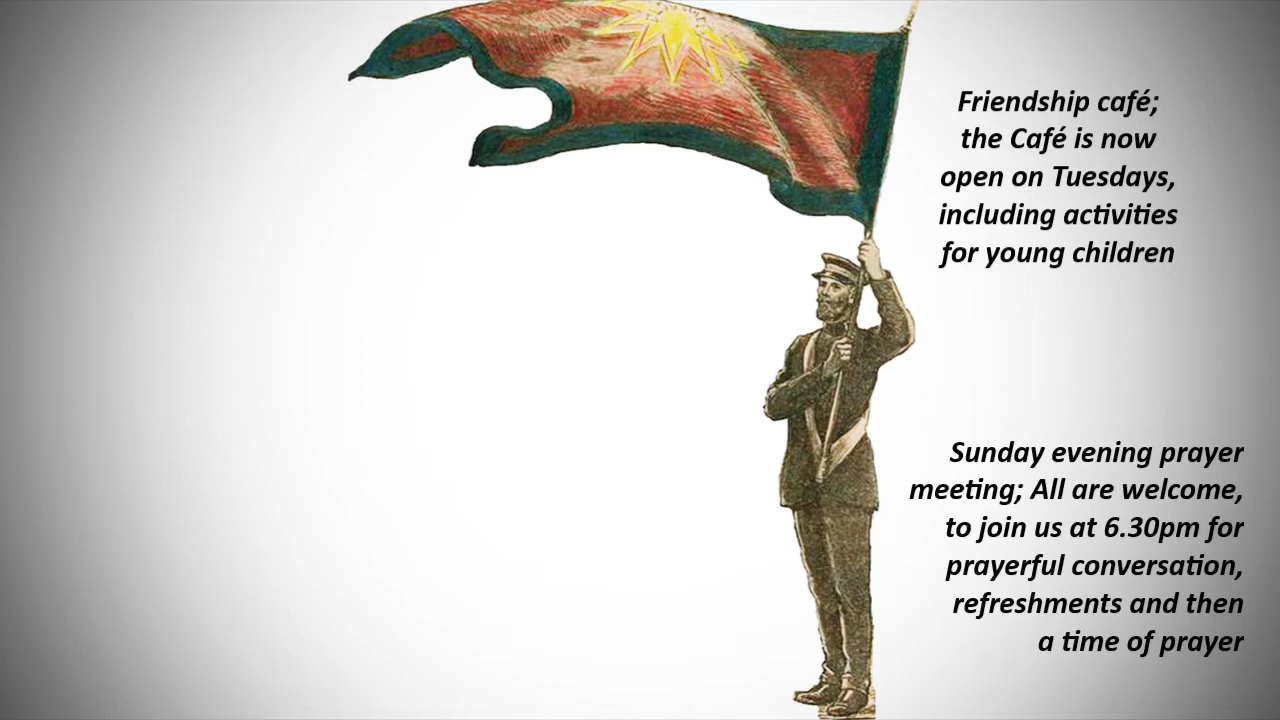 Friendship café;
the Café is now
open on Tuesdays,
including activities
for young children
Sunday evening prayer
meeting; All are welcome,
to join us at 6.30pm for
prayerful conversation,
refreshments and then
a time of prayer